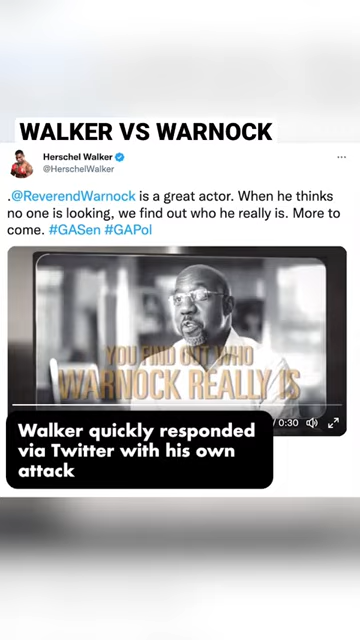 WALKER VS WARNOCK
Herschel Walker
@HerschelWalker
.@ReverendWarnock is a great actor. When he thinks
no one is looking, we find out who he really is. More to
come. #GASen #GAPol
YOU FIND OUT WHO
WARNOCK REALLY IS
/ 0:30
Walker quickly responded
via Twitter with his own
attack